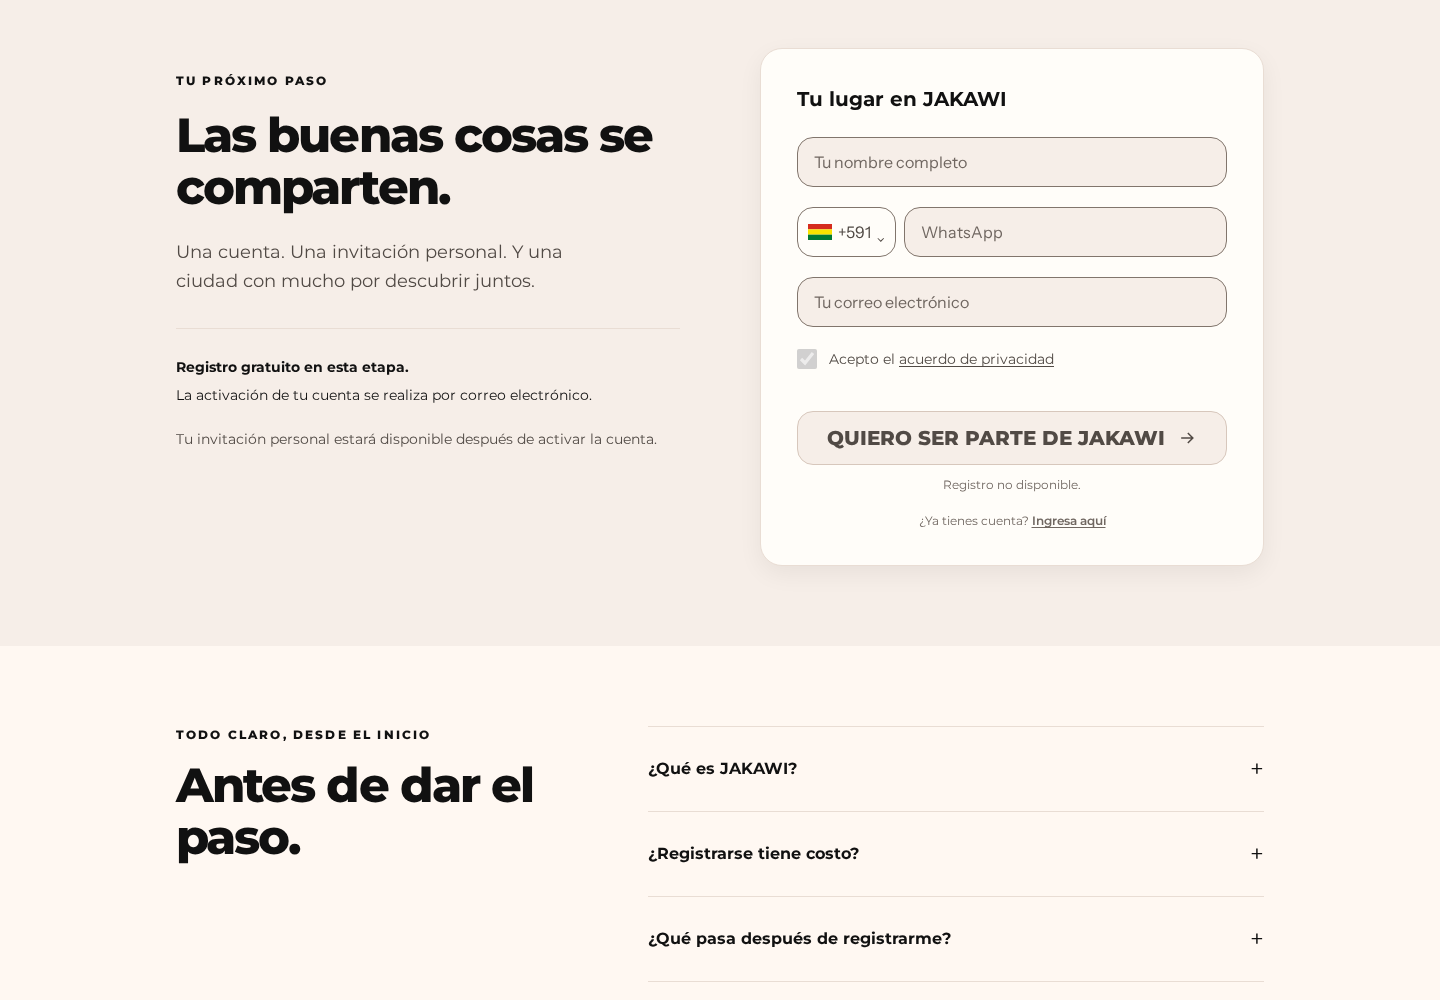 TU PRÓXIMO PASO
Las buenas cosas se
comparten.
Una cuenta. Una invitación personal. Y una
ciudad con mucho por descubrir juntos.
Registro gratuito en esta etapa.
La activación de tu cuenta se realiza por correo electrónico.
Tu invitación personal estará disponible después de activar la cuenta.
Tu lugar en JAKAWI
Tu nombre completo
+591 WhatsApp
Tu correo electrónico
Acepto el acuerdo de privacidad
QUIERO SER PARTE DE JAKAWI →
Registro no disponible.
¿Ya tienes cuenta? Ingresa aquí
TODO CLARO, DESDE EL INICIO
Antes de dar el
paso.
¿Qué es JAKAWI? +
¿Registrarse tiene costo? +
¿Qué pasa después de registrarme? +